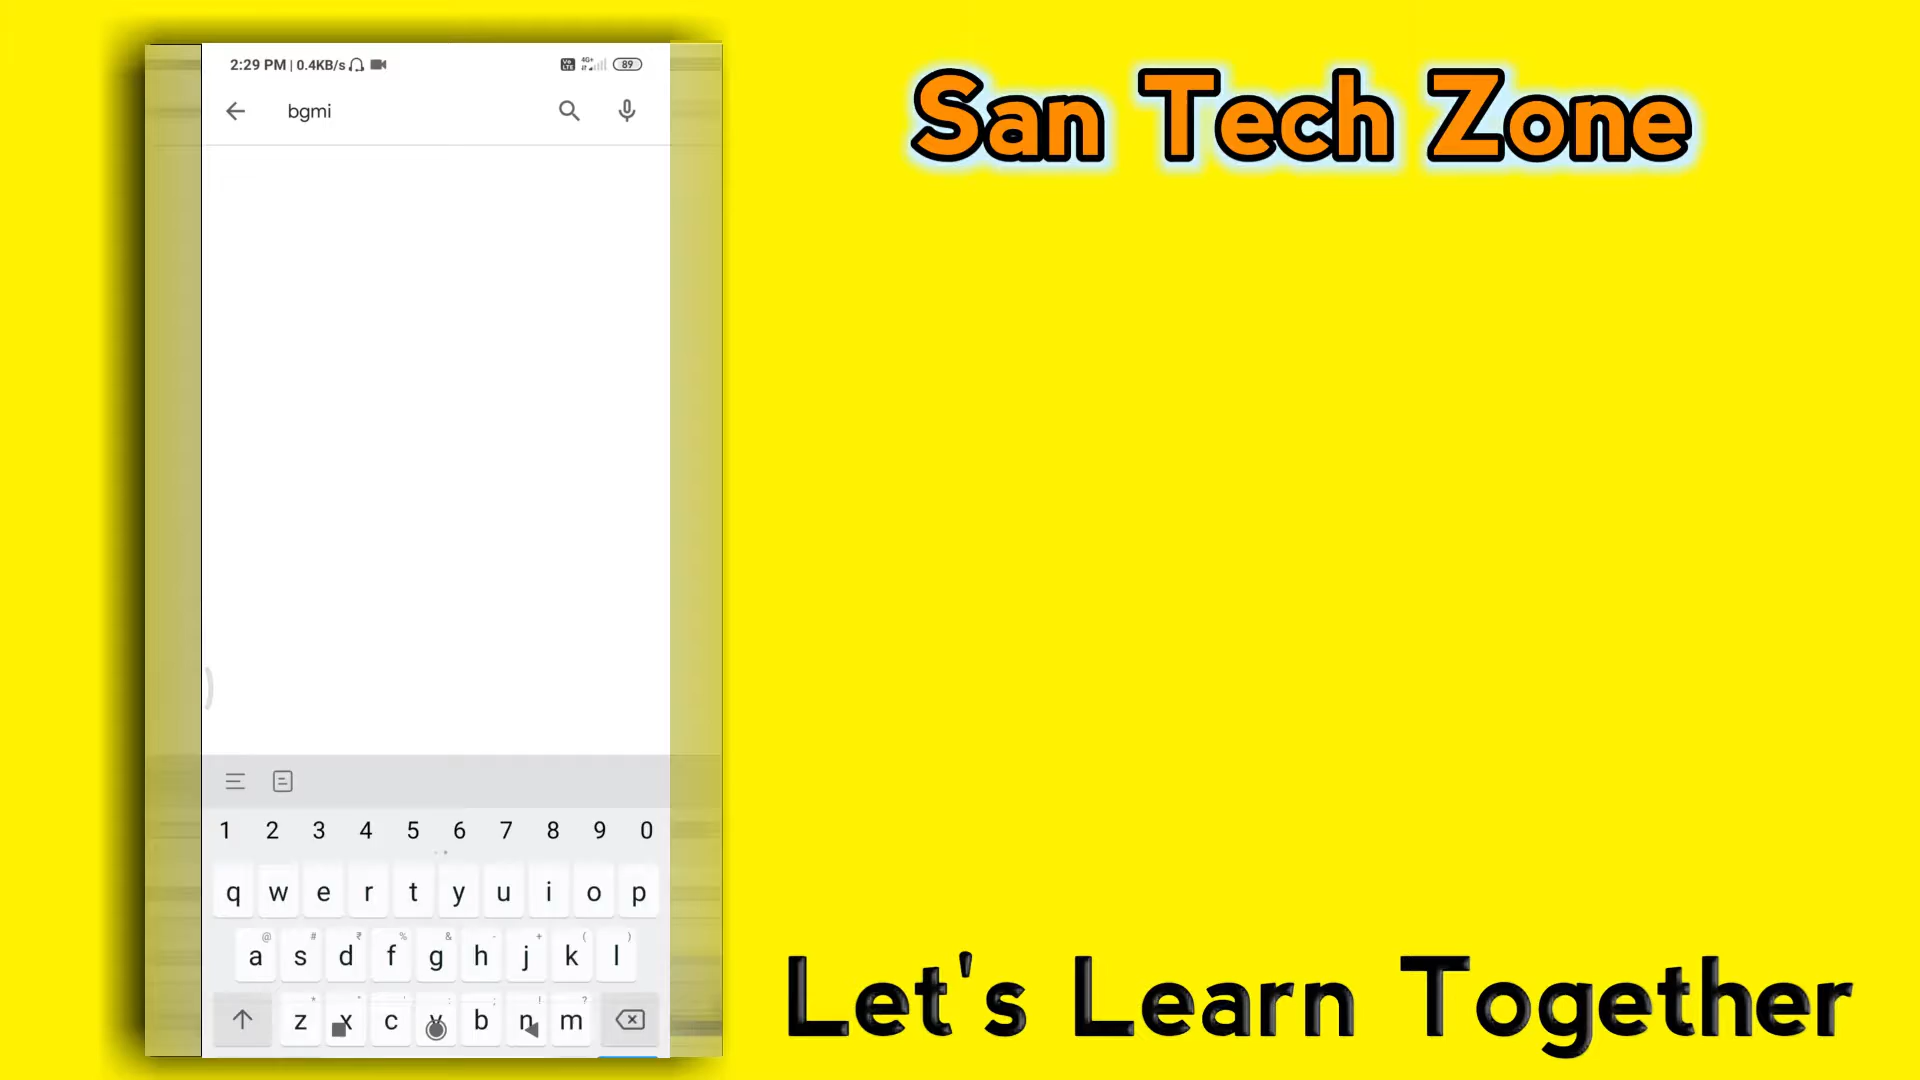 2:29 PM | 0.4KB/s 4G+ 89
bgmi
San Tech Zone
1 2 3 4 5 6 7 8 9 0
q w e r t y u i o p
@ # ₹ % & - + ( )
a s d f g h j k l
z x c v b n m
Let's Learn Together